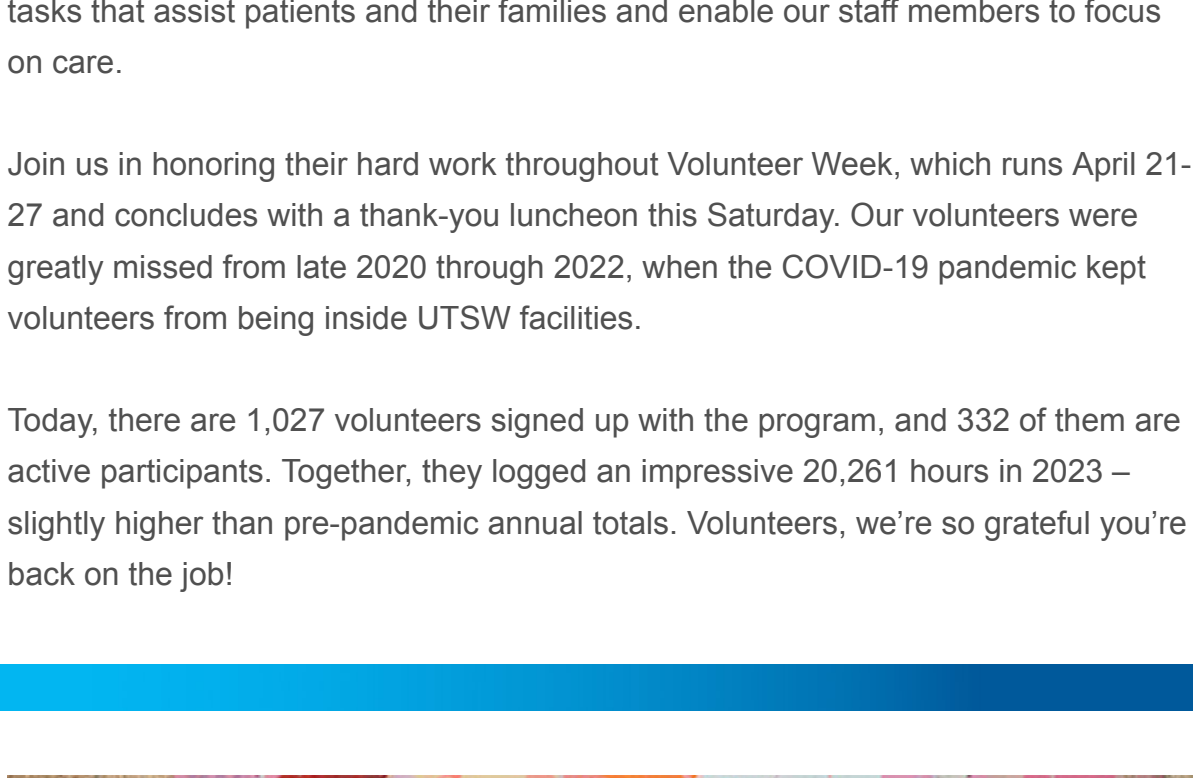 tasks that assist patients and their families and enable our staff members to focus
on care.
Join us in honoring their hard work throughout Volunteer Week, which runs April 21-
27 and concludes with a thank-you luncheon this Saturday. Our volunteers were
greatly missed from late 2020 through 2022, when the COVID-19 pandemic kept
volunteers from being inside UTSW facilities.
Today, there are 1,027 volunteers signed up with the program, and 332 of them are
active participants. Together, they logged an impressive 20,261 hours in 2023 –
slightly higher than pre-pandemic annual totals. Volunteers, we’re so grateful you’re
back on the job!